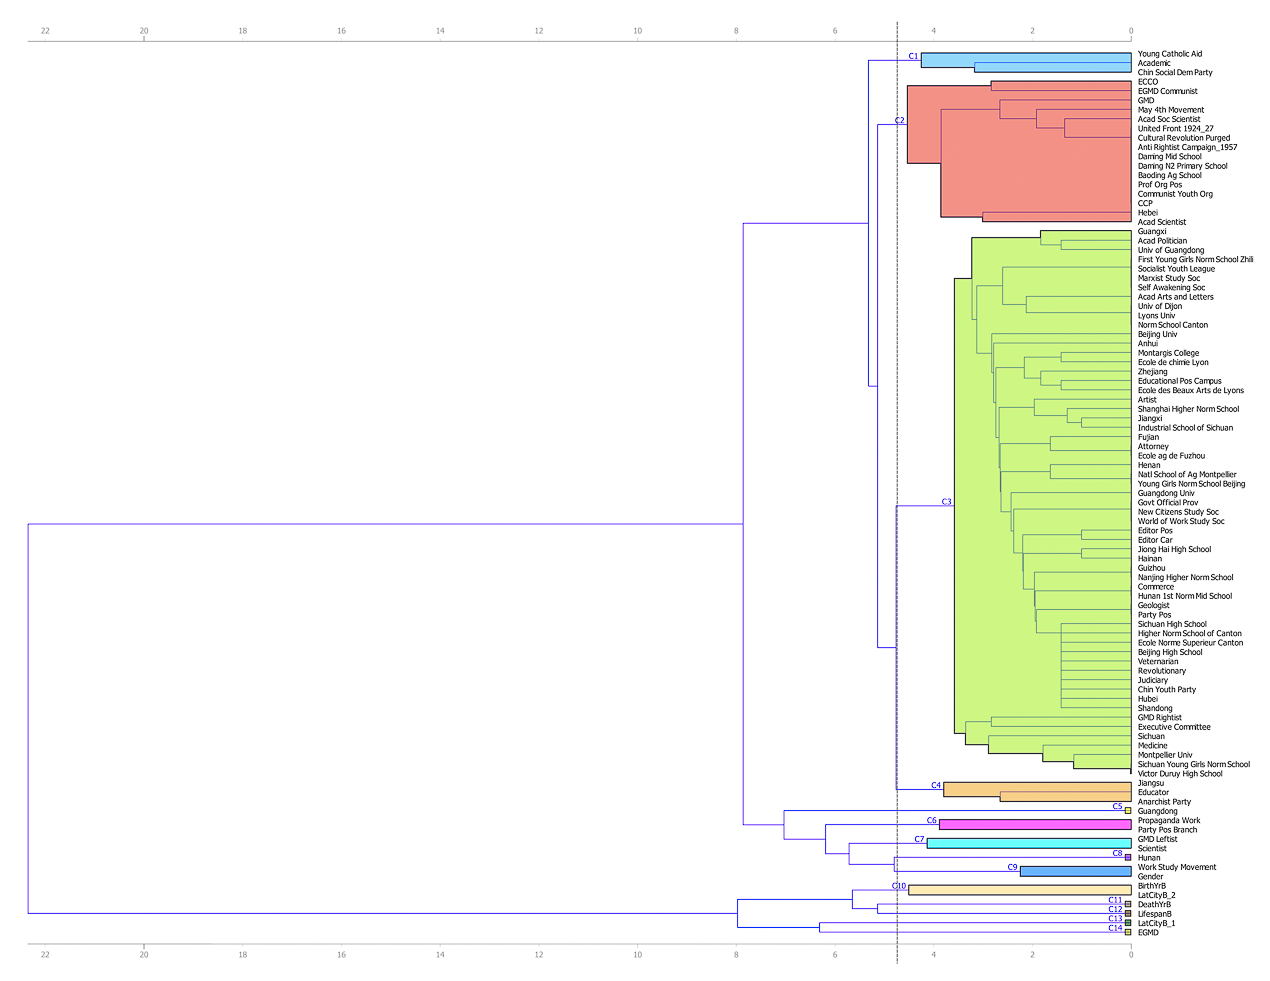 22 20 18 16 14 12 10 8 6 4 2 0
C1 Young Catholic Aid
Academic
Chin Social Dem Party
ECCO
EGMD Communist
GMD
May 4th Movement
Acad Soc Scientist
C2 United Front 1924_27
Cultural Revolution Purged
Anti Rightist Campaign_1957
Daming Mid School
Daming N2 Primary School
Baoding Ag School
Prof Org Pos
Communist Youth Org
CCP
Hebei
Acad Scientist
Guangxi
Acad Politician
Univ of Guangdong
First Young Girls Norm School Zhili
Socialist Youth League
Marxist Study Soc
Self Awakening Soc
Acad Arts and Letters
Univ of Dijon
Lyons Univ
Norm School Canton
Beijing Univ
Anhui
Montargis College
Ecole de chimie Lyon
Zhejiang
Educational Pos Campus
Ecole des Beaux Arts de Lyons
Artist
Shanghai Higher Norm School
Jiangxi
Industrial School of Sichuan
Fujian
Attorney
Ecole ag de Fuzhou
Henan
Natl School of Ag Montpellier
Young Girls Norm School Beijing
Guangdong Univ
C3 Govt Official Prov
New Citizens Study Soc
World of Work Study Soc
Editor Pos
Editor Car
Jiong Hai High School
Hainan
Guizhou
Nanjing Higher Norm School
Commerce
Hunan 1st Norm Mid School
Geologist
Party Pos
Sichuan High School
Higher Norm School of Canton
Ecole Norme Superieur Canton
Beijing High School
Veternarian
Revolutionary
Judiciary
Chin Youth Party
Hubei
Shandong
GMD Rightist
Executive Committee
Sichuan
Medicine
Montpellier Univ
Sichuan Young Girls Norm School
Victor Duruy High School
Jiangsu
C4 Educator
Anarchist Party
C5 Guangdong
C6 Propaganda Work
Party Pos Branch
C7 GMD Leftist
Scientist
C8 Hunan
C9 Work Study Movement
Gender
C10 BirthYrB
LatCityB_2
C11 DeathYrB
C12 LifespanB
C13 LatCityB_1
C14 EGMD
22 20 18 16 14 12 10 8 6 4 2 0